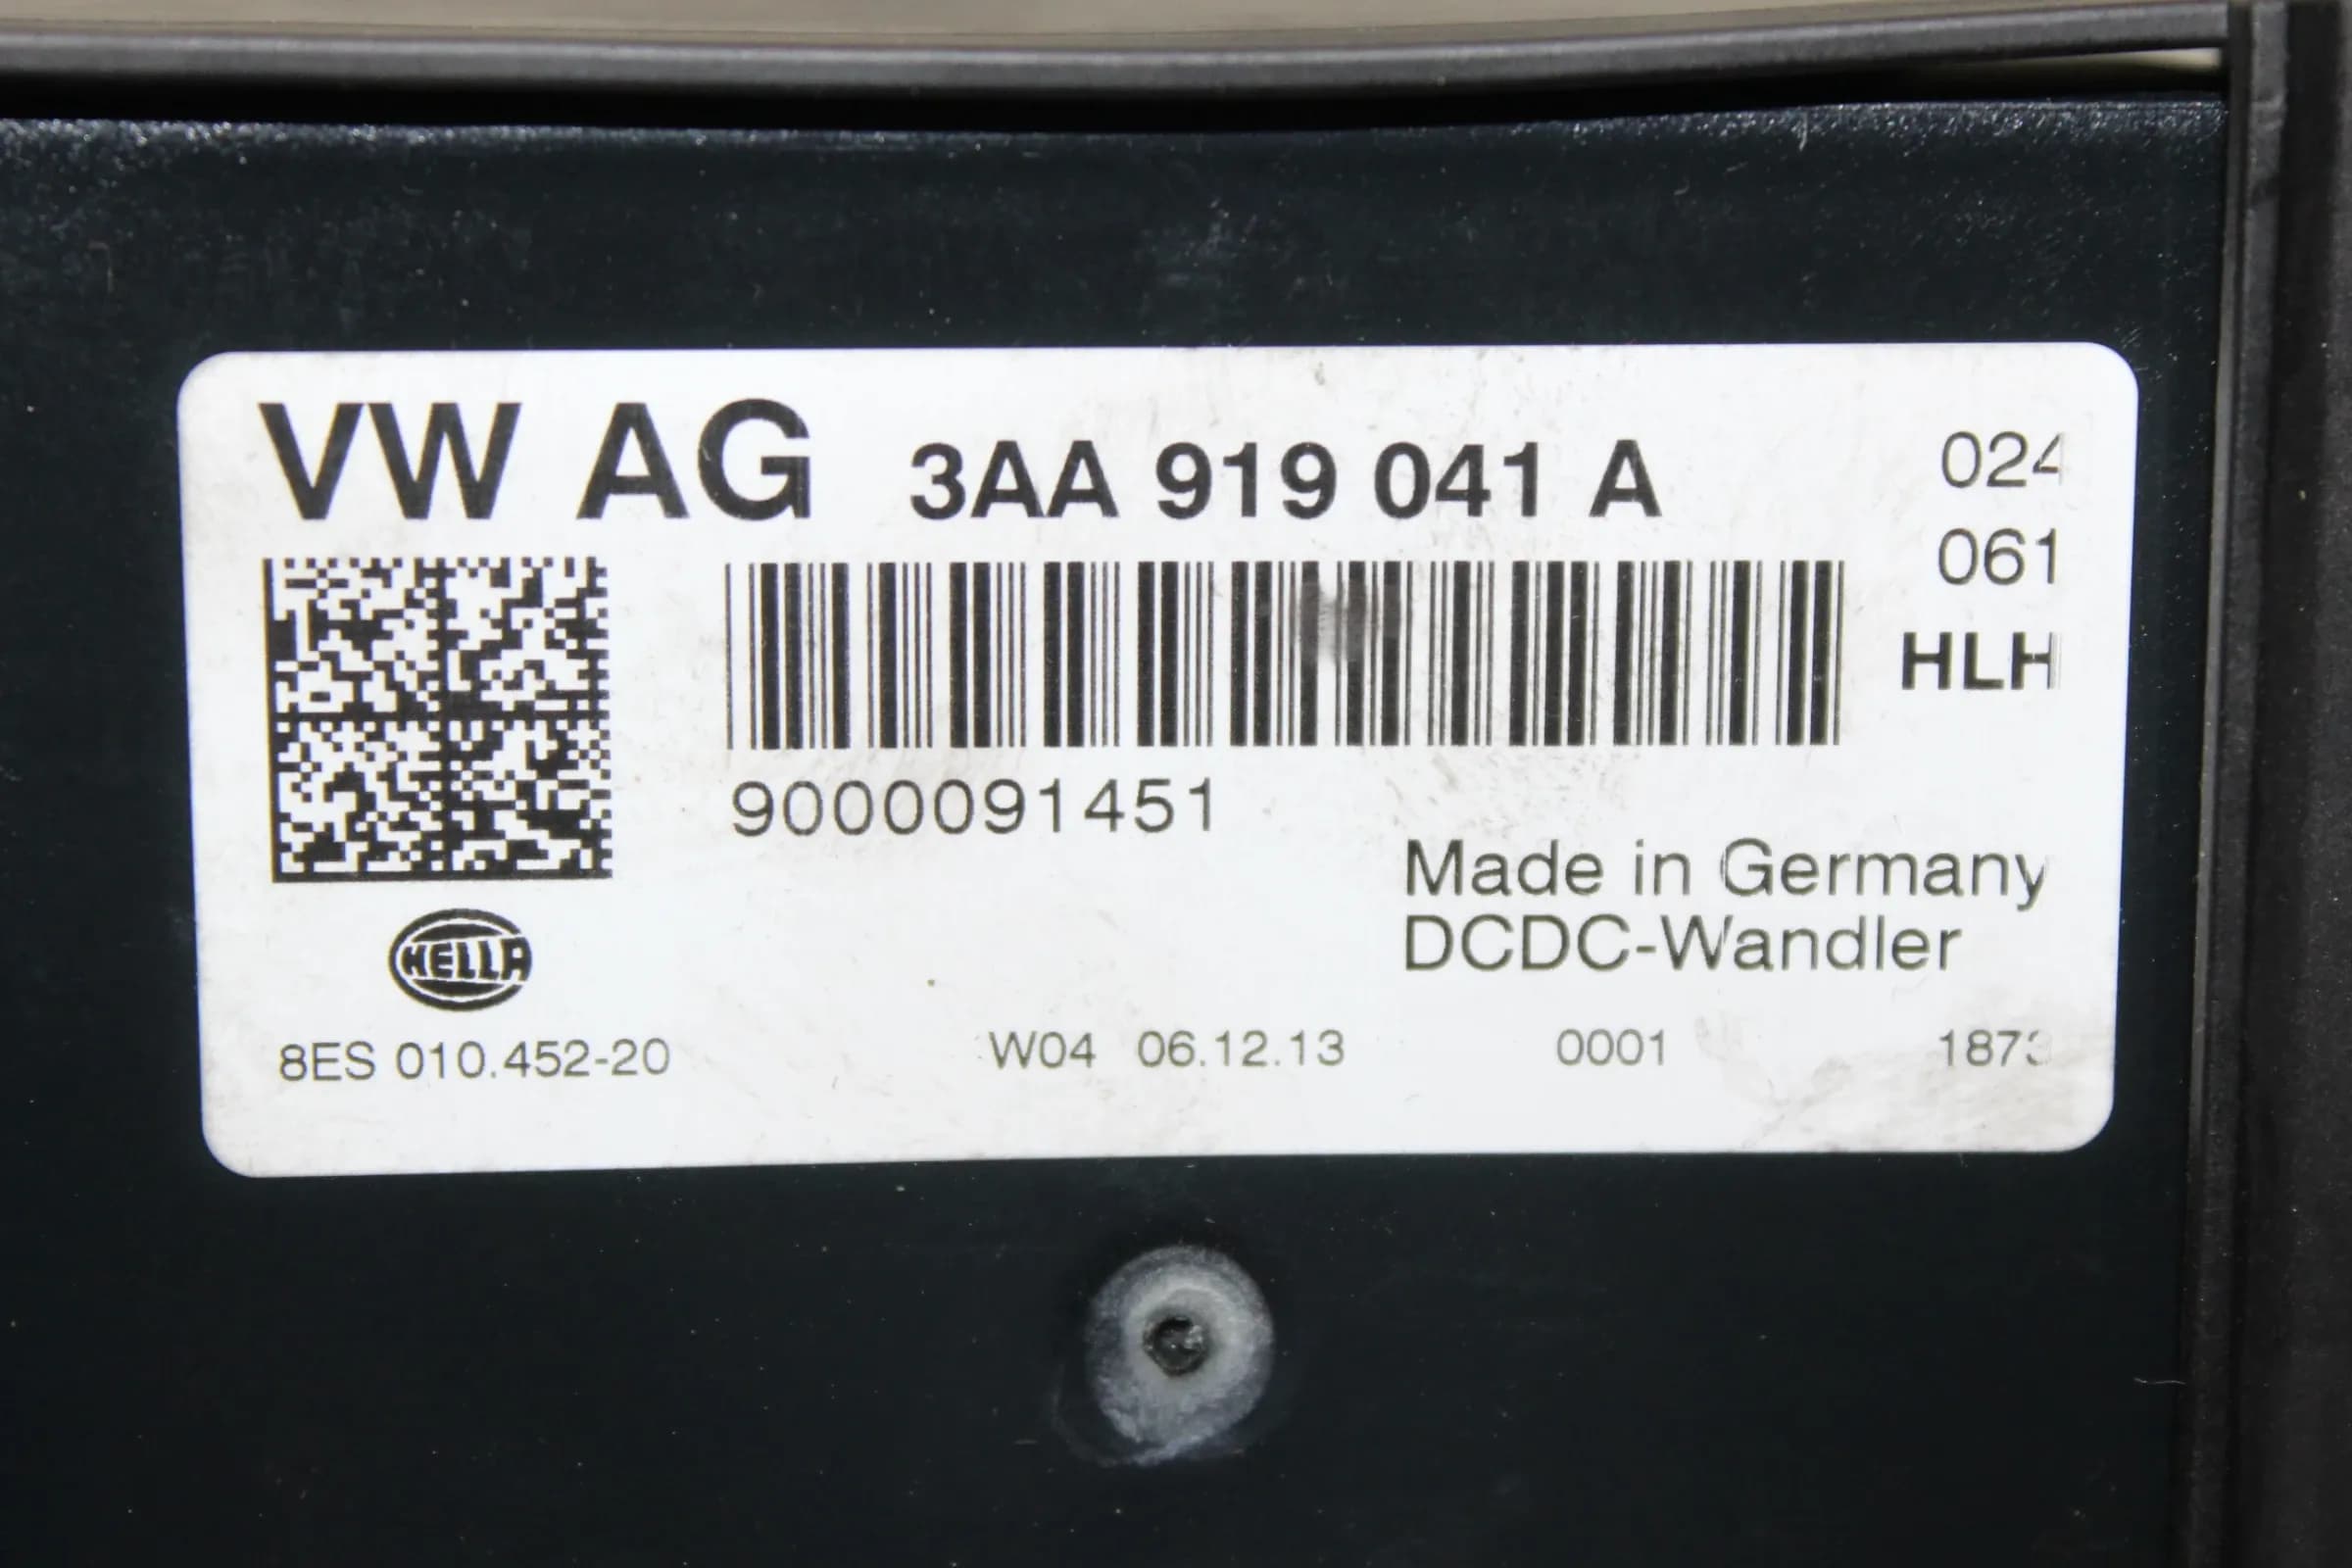 VW AG 3AA 919 041 A 024
061
HLH
9000091451
Made in Germany
DCDC-Wandler
HELLA
8ES 010.452-20 W04 06.12.13 0001 1873